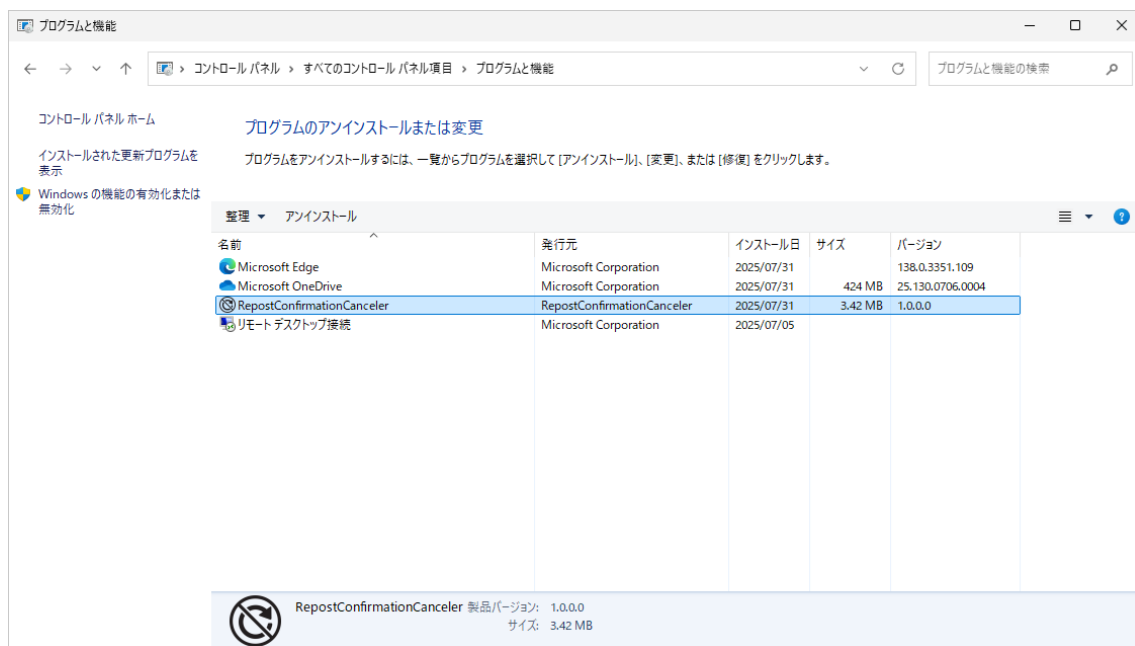 プログラムと機能
コントロール パネル › すべてのコントロール パネル項目 › プログラムと機能
プログラムと機能の検索
コントロール パネル ホーム
インストールされた更新プログラムを
表示
Windows の機能の有効化または
無効化
プログラムのアンインストールまたは変更
プログラムをアンインストールするには、一覧からプログラムを選択して [アンインストール]、[変更]、または [修復] をクリックします。
整理 アンインストール
名前 発行元 インストール日 サイズ バージョン
Microsoft Edge Microsoft Corporation 2025/07/31 138.0.3351.109
Microsoft OneDrive Microsoft Corporation 2025/07/31 424 MB 25.130.0706.0004
RepostConfirmationCanceler RepostConfirmationCanceler 2025/07/31 3.42 MB 1.0.0.0
リモート デスクトップ接続 Microsoft Corporation 2025/07/05
RepostConfirmationCanceler 製品バージョン: 1.0.0.0
サイズ: 3.42 MB